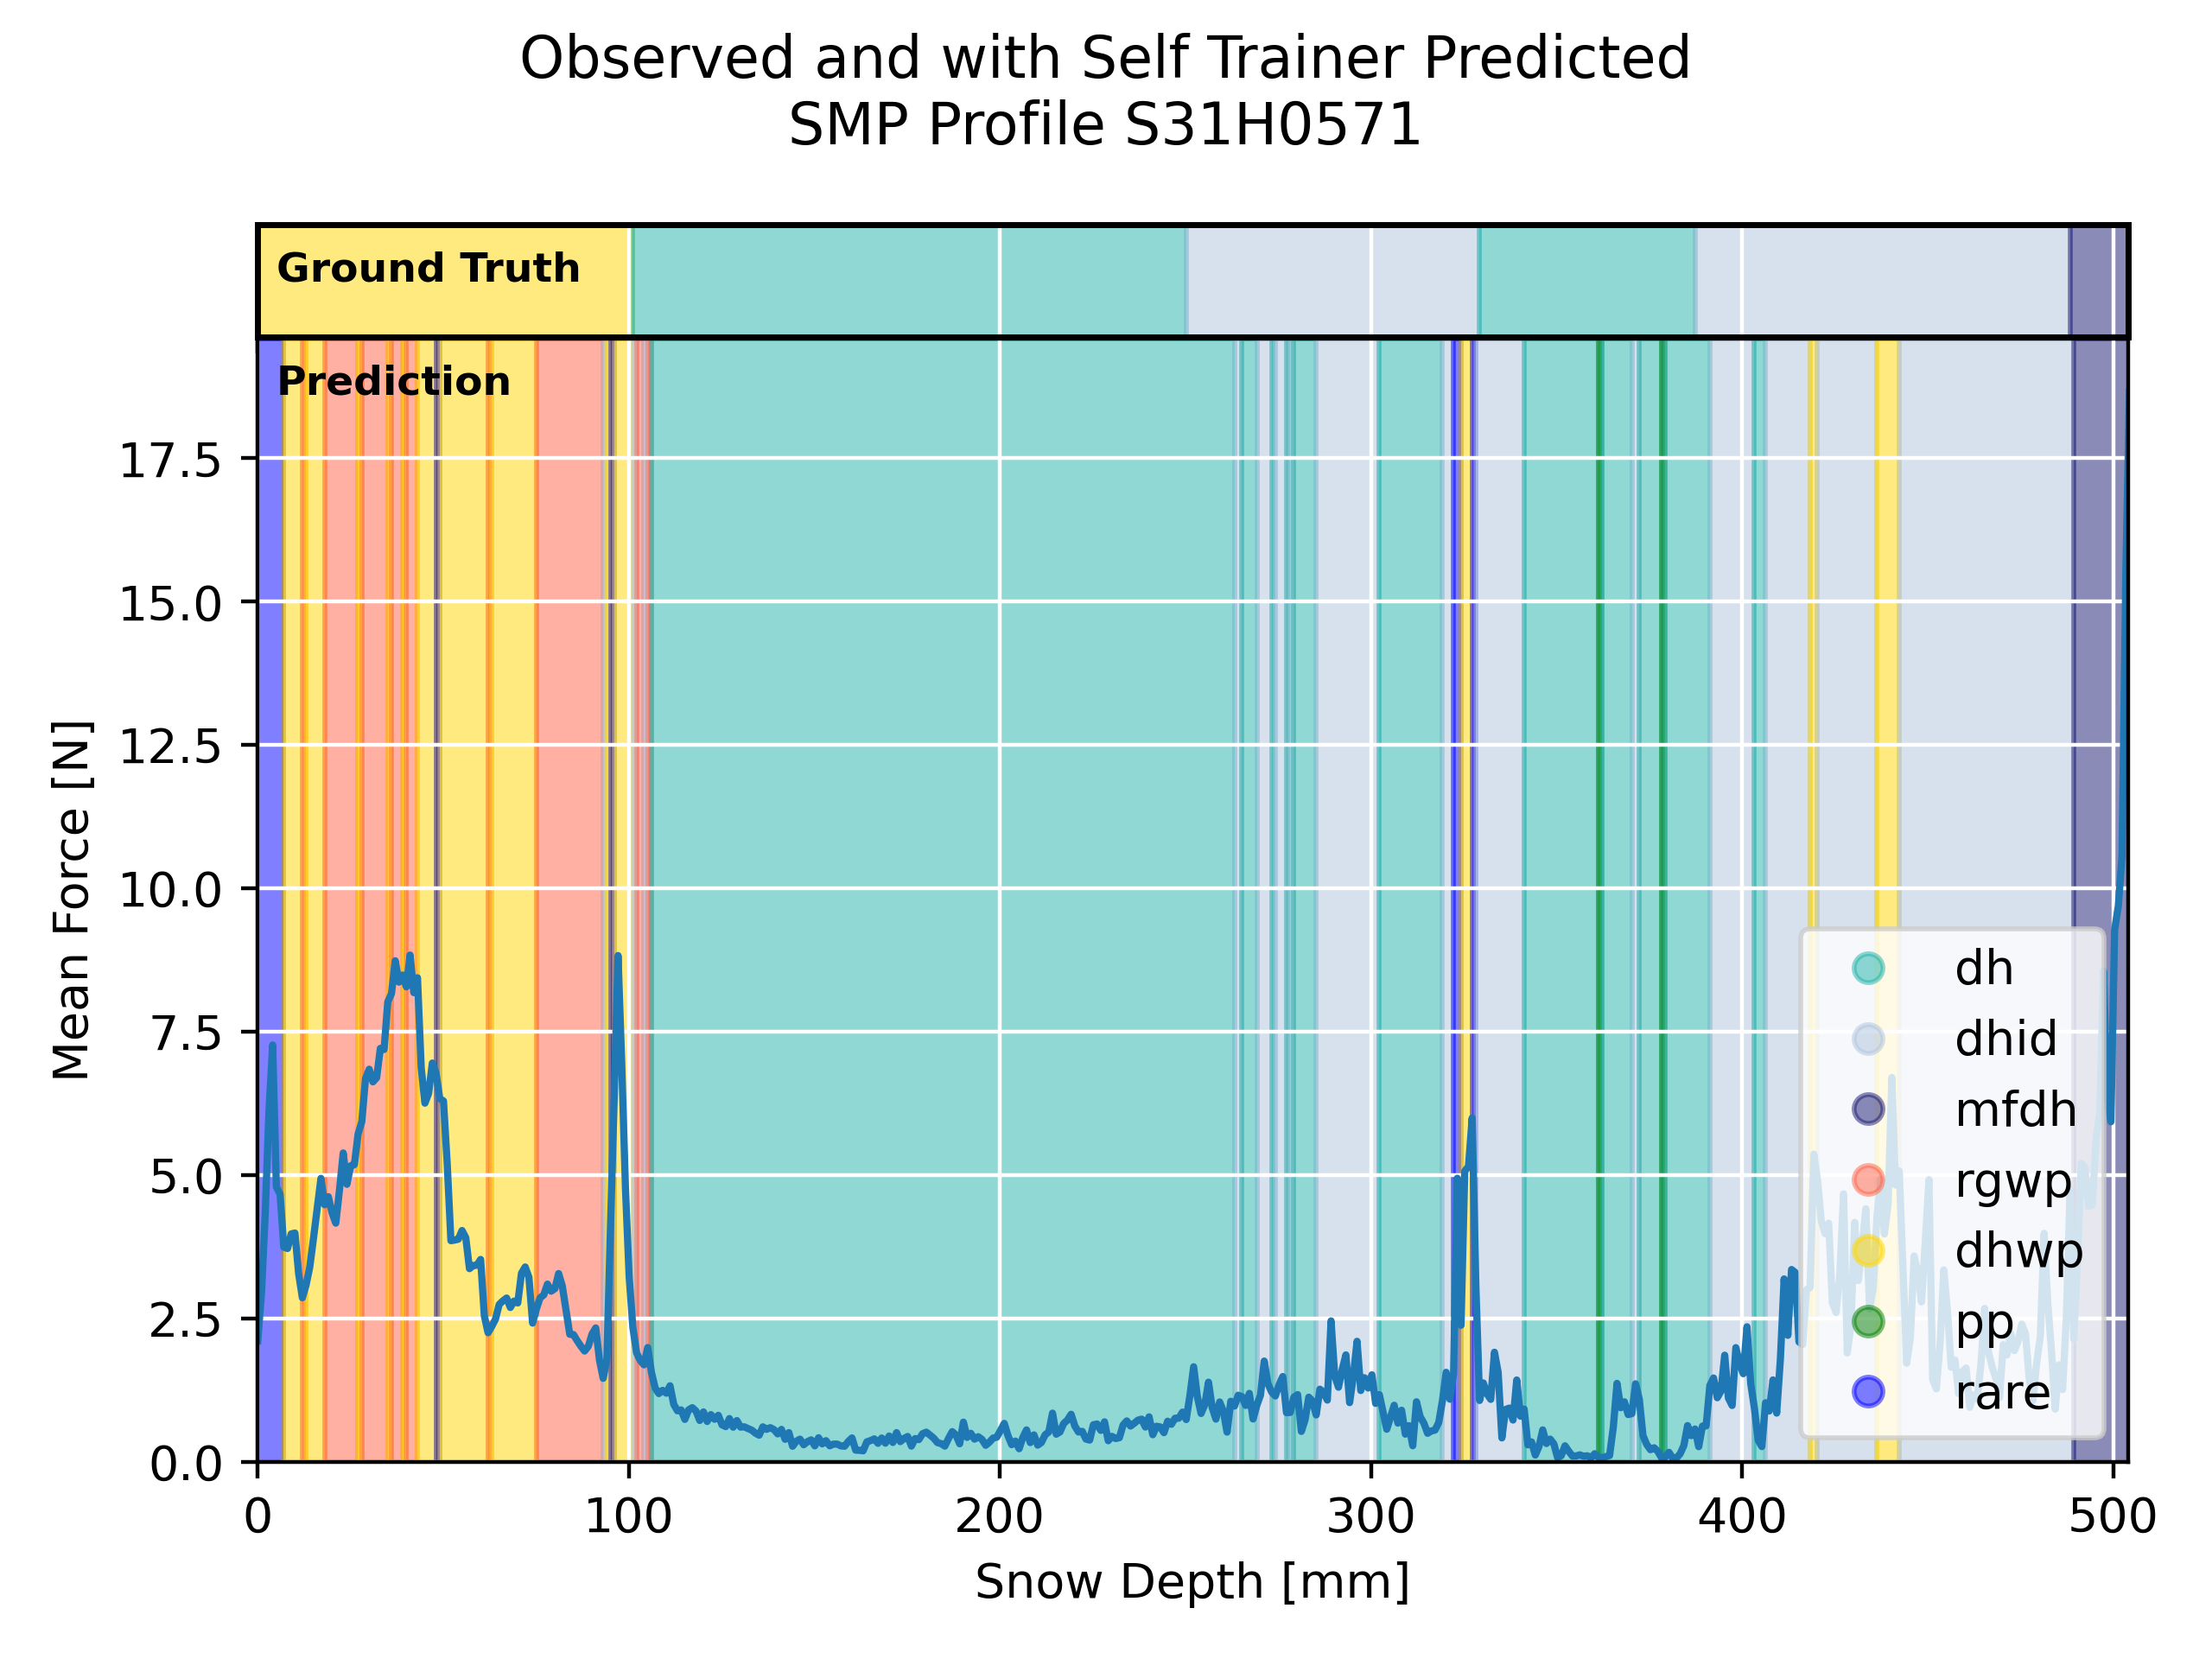 Observed and with Self Trainer Predicted
SMP Profile S31H0571
Ground Truth
Prediction
17.5
15.0
12.5
10.0
7.5
5.0
2.5
0.0
Mean Force [N]
dh
dhid
mfdh
rgwp
dhwp
pp
rare
0 100 200 300 400 500
Snow Depth [mm]